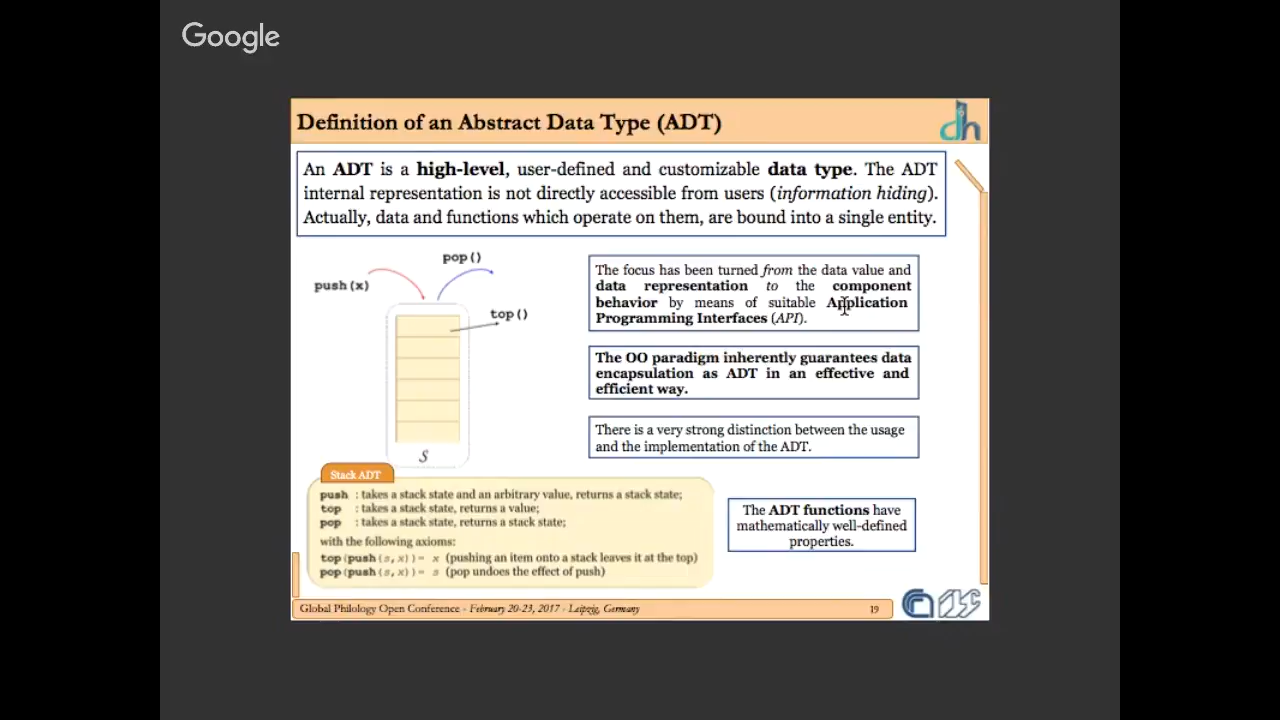 Google
Definition of an Abstract Data Type (ADT)
dh
An ADT is a high-level, user-defined and customizable data type. The ADT
internal representation is not directly accessible from users (information hiding).
Actually, data and functions which operate on them, are bound into a single entity.
pop()
push(x)
top()
S
The focus has been turned from the data value and
data representation to the component
behavior by means of suitable Application
Programming Interfaces (API).
The OO paradigm inherently guarantees data
encapsulation as ADT in an effective and
efficient way.
There is a very strong distinction between the usage
and the implementation of the ADT.
Stack ADT
push : takes a stack state and an arbitrary value, returns a stack state;
top : takes a stack state, returns a value;
pop : takes a stack state, returns a stack state;
with the following axioms:
top(push(s,x))= x (pushing an item onto a stack leaves it at the top)
pop(push(s,x))= s (pop undoes the effect of push)
The ADT functions have
mathematically well-defined
properties.
Global Philology Open Conference - February 20-23, 2017 - Leipzig, Germany
19